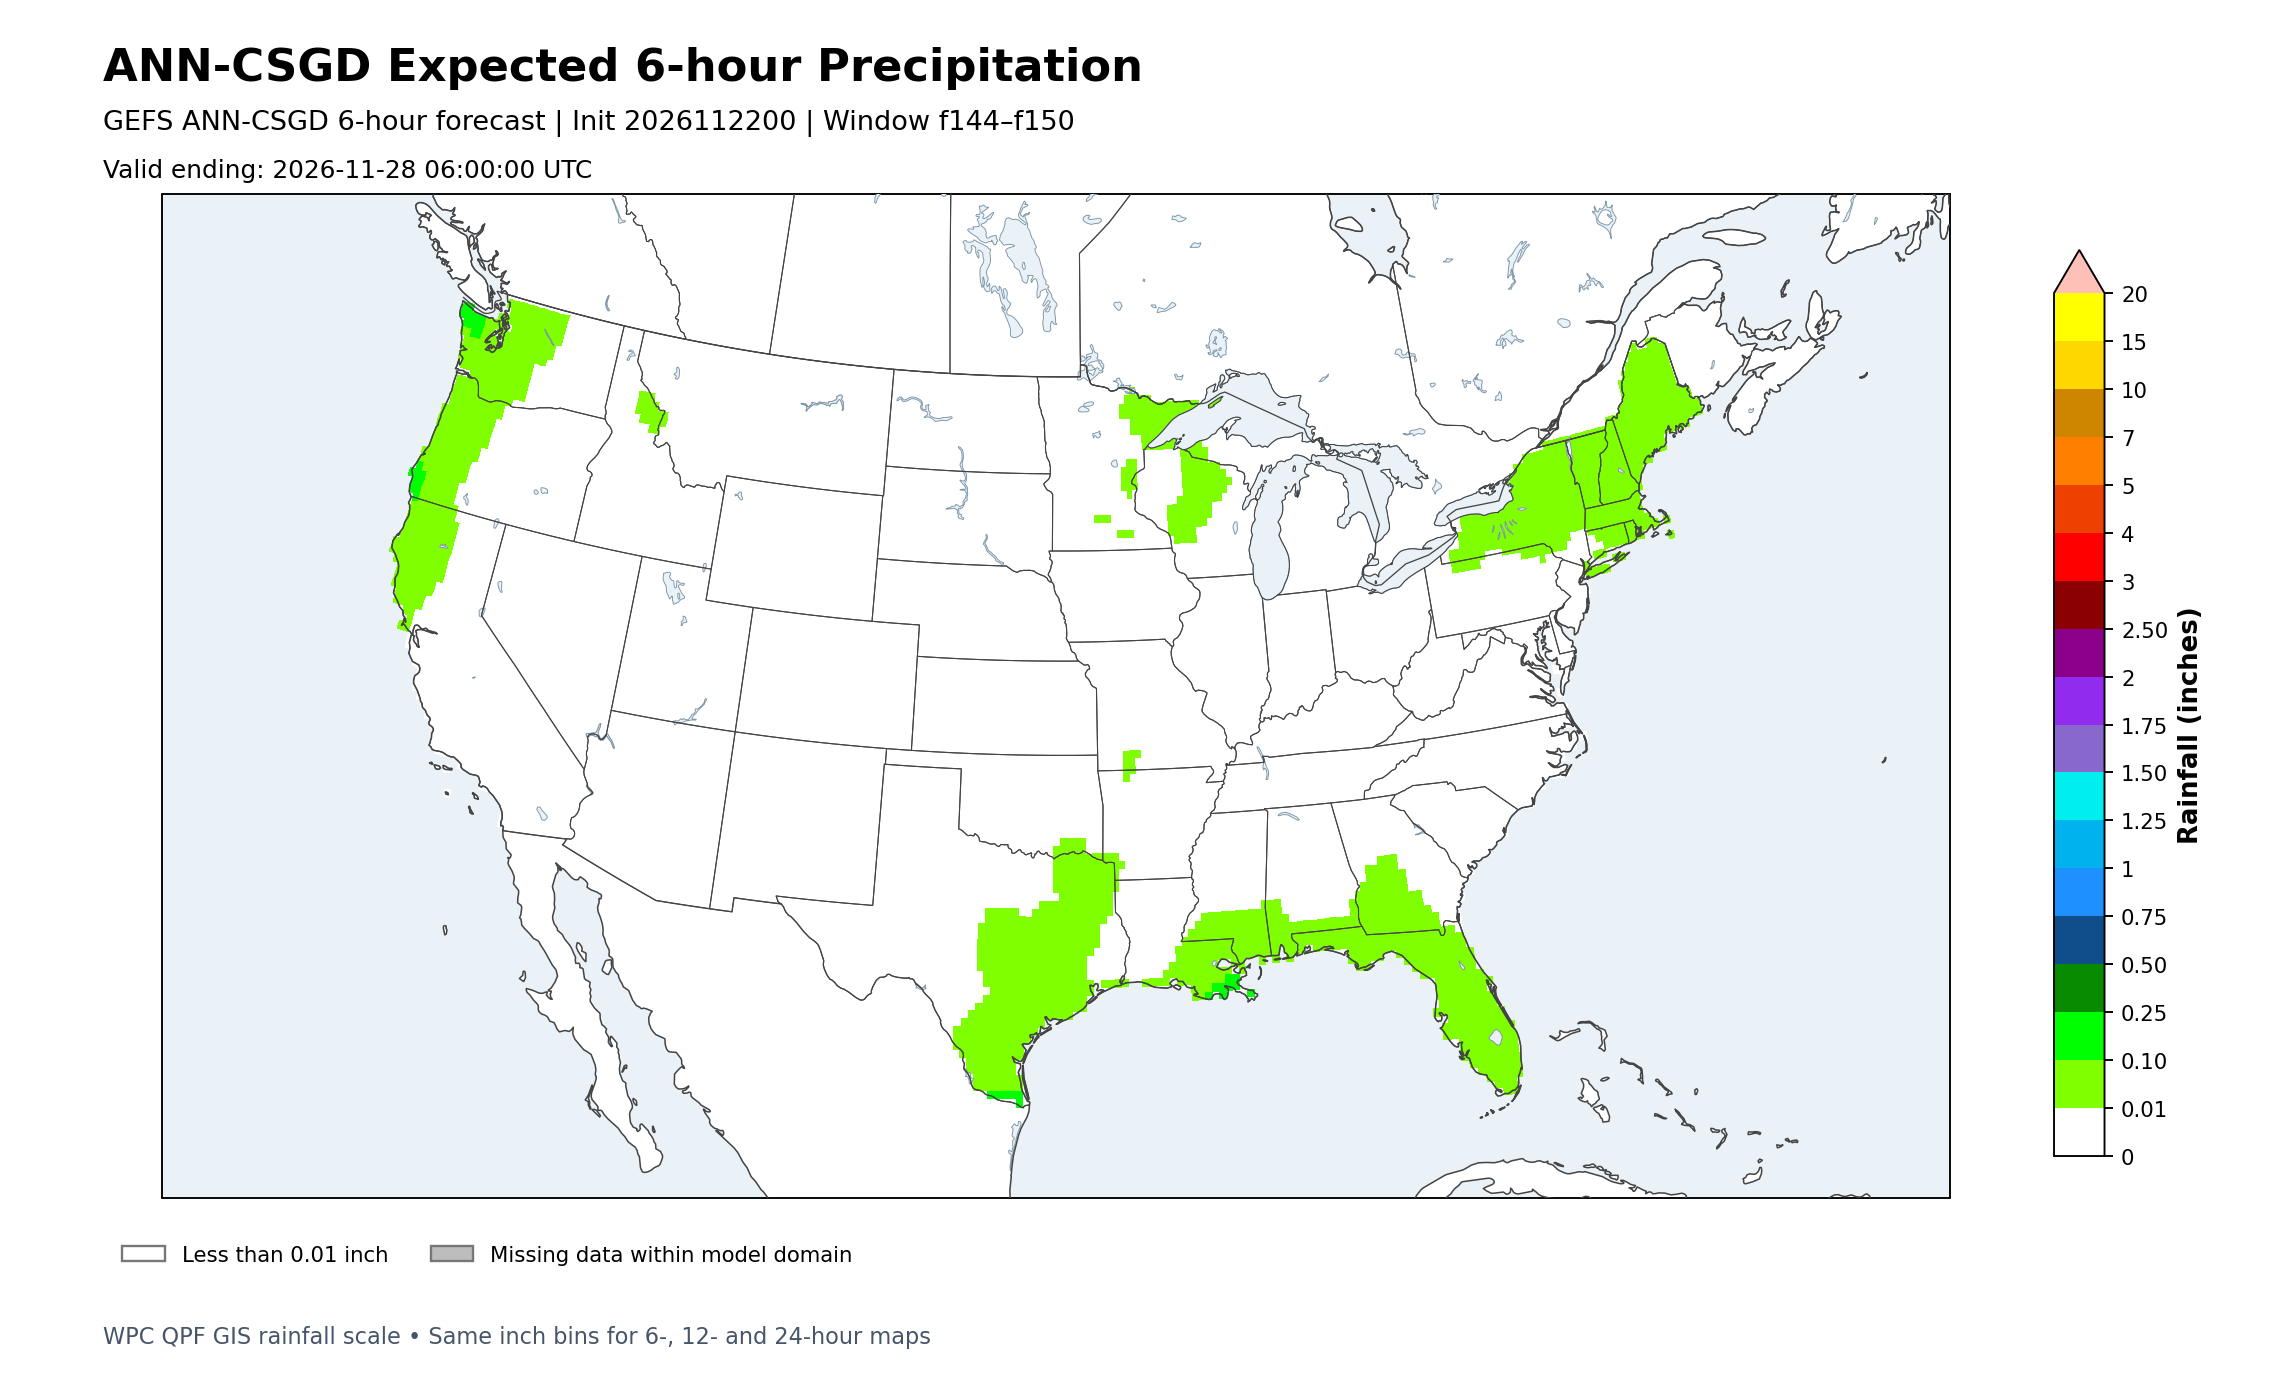 ANN-CSGD Expected 6-hour Precipitation
GEFS ANN-CSGD 6-hour forecast | Init 2026112200 | Window f144–f150
Valid ending: 2026-11-28 06:00:00 UTC
20
15
10
7
5
4
3
2.50
2
1.75
1.50
1.25
1
0.75
0.50
0.25
0.10
0.01
0
Rainfall (inches)
Less than 0.01 inch
Missing data within model domain
WPC QPF GIS rainfall scale • Same inch bins for 6-, 12- and 24-hour maps